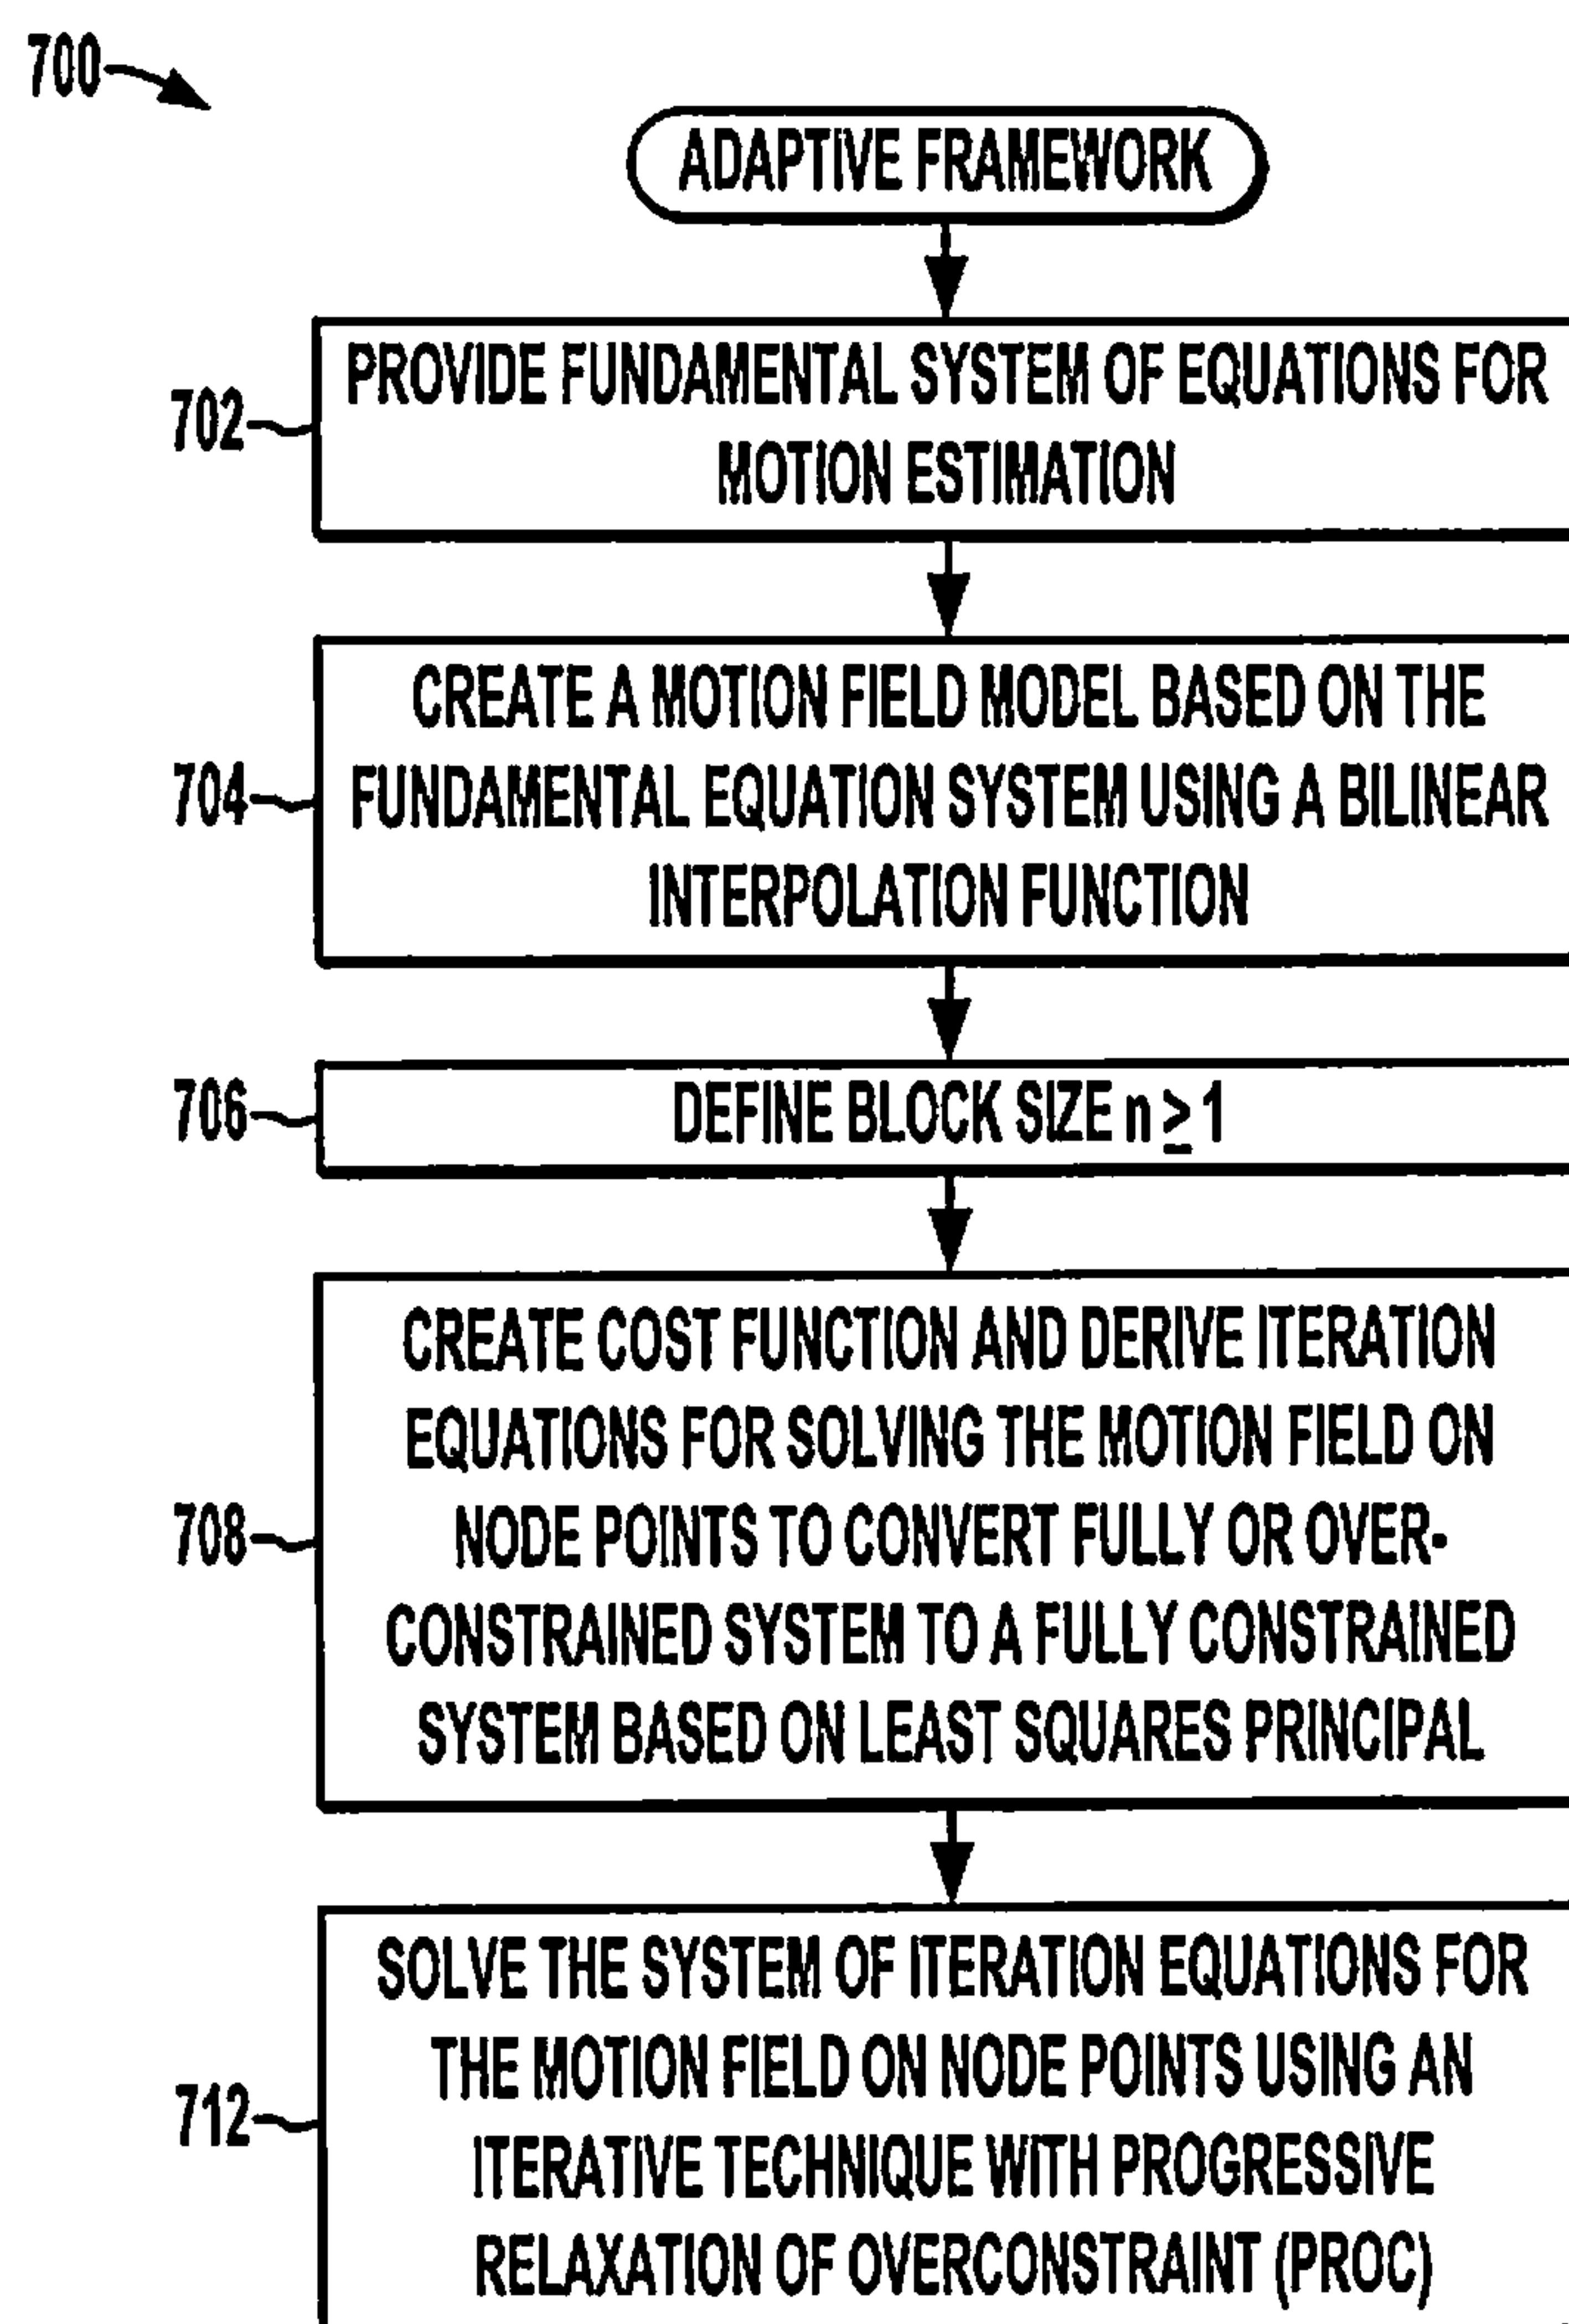 700
ADAPTIVE FRAMEWORK
702
PROVIDE FUNDAMENTAL SYSTEM OF EQUATIONS FOR
MOTION ESTIMATION
704
CREATE A MOTION FIELD MODEL BASED ON THE
FUNDAMENTAL EQUATION SYSTEM USING A BILINEAR
INTERPOLATION FUNCTION
706
DEFINE BLOCK SIZE n ≥ 1
708
CREATE COST FUNCTION AND DERIVE ITERATION
EQUATIONS FOR SOLVING THE MOTION FIELD ON
NODE POINTS TO CONVERT FULLY OR OVER-
CONSTRAINED SYSTEM TO A FULLY CONSTRAINED
SYSTEM BASED ON LEAST SQUARES PRINCIPAL
712
SOLVE THE SYSTEM OF ITERATION EQUATIONS FOR
THE MOTION FIELD ON NODE POINTS USING AN
ITERATIVE TECHNIQUE WITH PROGRESSIVE
RELAXATION OF OVERCONSTRAINT (PROC)